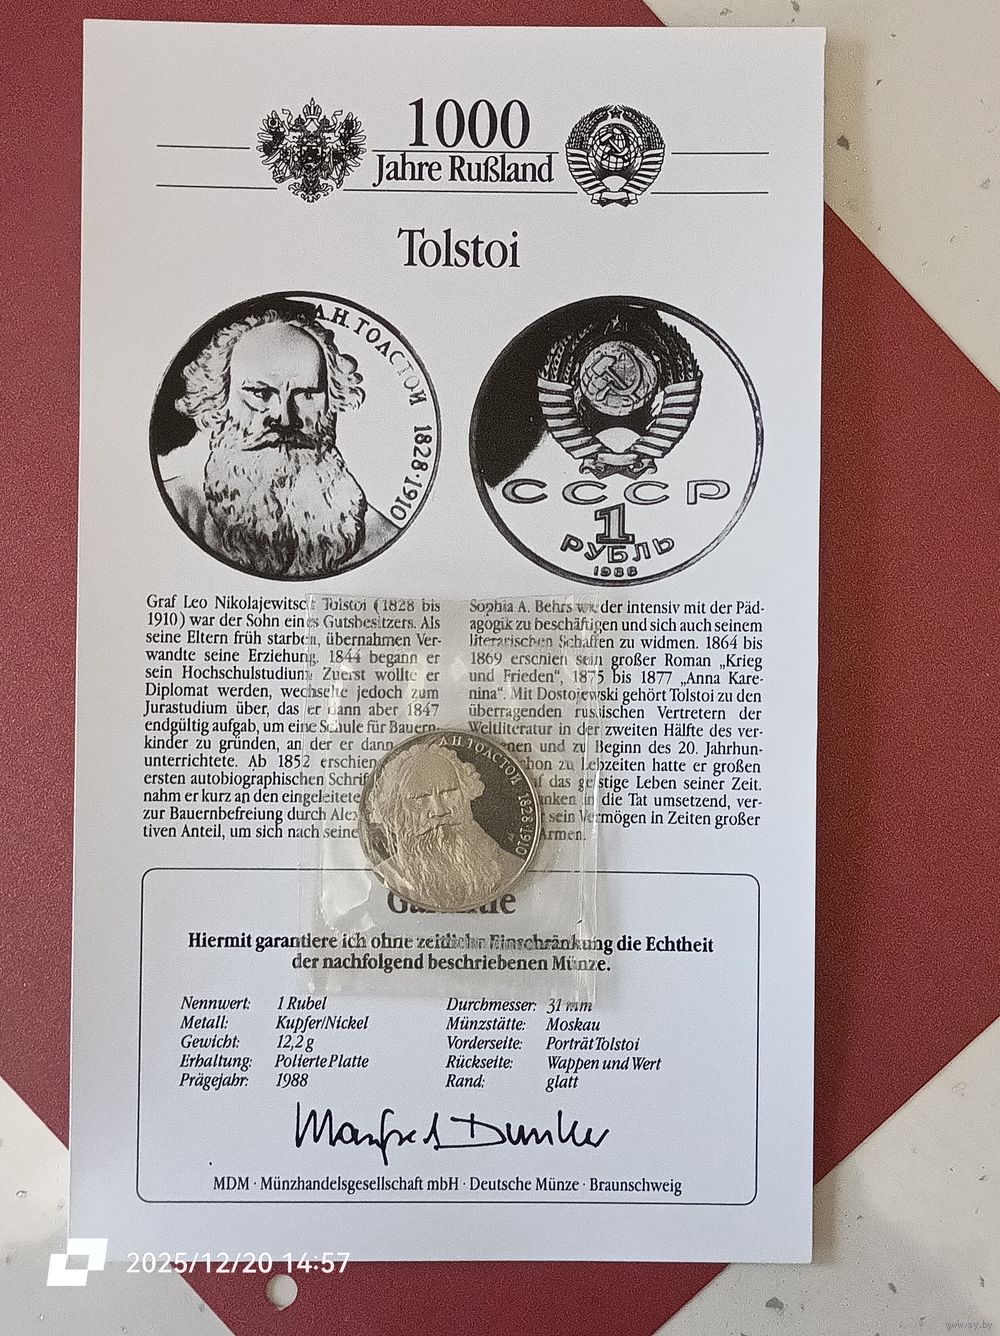 1000
Jahre Rußland
Tolstoi
Л.Н.ТОЛСТОЙ 1828·1910
СССР
1
РУБЛЬ
1988
Graf Leo Nikolajewitsch Tolstoi (1828 bis
1910) war der Sohn eines Gutsbesitzers. Als
seine Eltern früh starben, übernahmen Ver-
wandte seine Erziehung. 1844 begann er
sein Hochschulstudium. Zuerst wollte er
Diplomat werden, wechselte jedoch zum
Jurastudium über, das er dann aber 1847
endgültig aufgab, um eine Schule für Bauern-
kinder zu gründen, an der er dann
unterrichtete. Ab 1852 erschien
ersten autobiographischen Schrif
nahm er kurz an den eingeleitete
zur Bauernbefreiung durch Alex
tiven Anteil, um sich nach seine
Sophia A. Behrs wieder intensiv mit der Päd-
agogik zu beschäftigen und sich auch seinem
literarischen Schaffen zu widmen. 1864 bis
1869 erschien sein großer Roman „Krieg
und Frieden“, 1875 bis 1877 „Anna Kare-
nina“. Mit Dostojewski gehört Tolstoi zu den
überragenden russischen Vertretern der
Weltliteratur in der zweiten Hälfte des ver-
enen und zu Beginn des 20. Jahrhun-
schon zu Lebzeiten hatte er großen
f das geistige Leben seiner Zeit.
nken in die Tat umsetzend, ver-
sein Vermögen in Zeiten großer
Armen.
Л.Н.ТОЛСТОЙ 1828·1910
Garantie
Hiermit garantiere ich ohne zeitliche Einschränkung die Echtheit
der nachfolgend beschriebenen Münze.
Nennwert: 1 Rubel
Metall: Kupfer/Nickel
Gewicht: 12,2 g
Erhaltung: Polierte Platte
Prägejahr: 1988
Durchmesser: 31 mm
Münzstätte: Moskau
Vorderseite: Porträt Tolstoi
Rückseite: Wappen und Wert
Rand: glatt
Manfred Dunker
MDM · Münzhandelsgesellschaft mbH · Deutsche Münze · Braunschweig
2025/12/20 14:57
www.ay.by